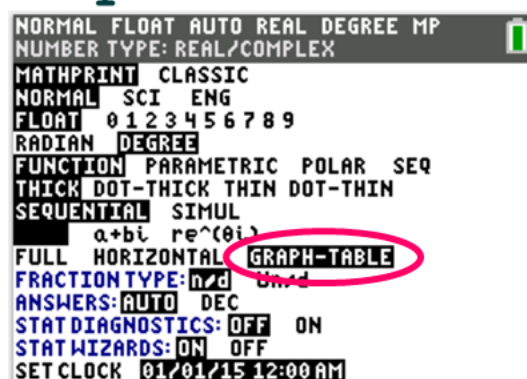 NORMAL FLOAT AUTO REAL DEGREE MP
NUMBER TYPE: REAL/COMPLEX
MATHPRINT CLASSIC
NORMAL SCI ENG
FLOAT 0 1 2 3 4 5 6 7 8 9
RADIAN DEGREE
FUNCTION PARAMETRIC POLAR SEQ
THICK DOT-THICK THIN DOT-THIN
SEQUENTIAL SIMUL
a+bi re^(θi)
FULL HORIZONTAL GRAPH-TABLE
FRACTION TYPE: n/d Un/d
ANSWERS: AUTO DEC
STAT DIAGNOSTICS: OFF ON
STAT WIZARDS: ON OFF
SET CLOCK 01/01/15 12:00 AM